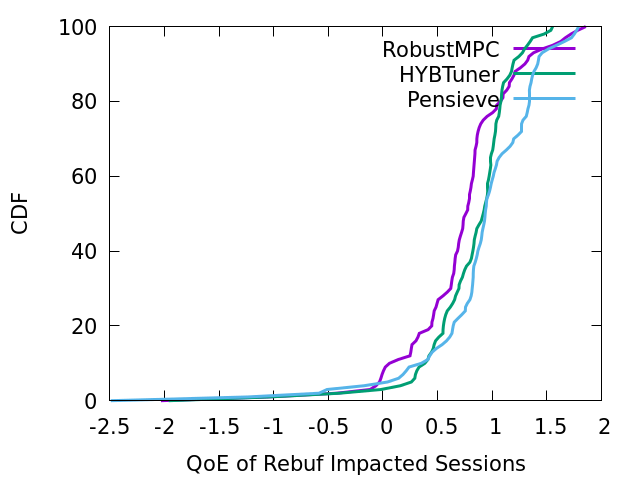 100
80
60
40
20
0
CDF
RobustMPC
HYBTuner
Pensieve
-2.5 -2 -1.5 -1 -0.5 0 0.5 1 1.5 2
QoE of Rebuf Impacted Sessions